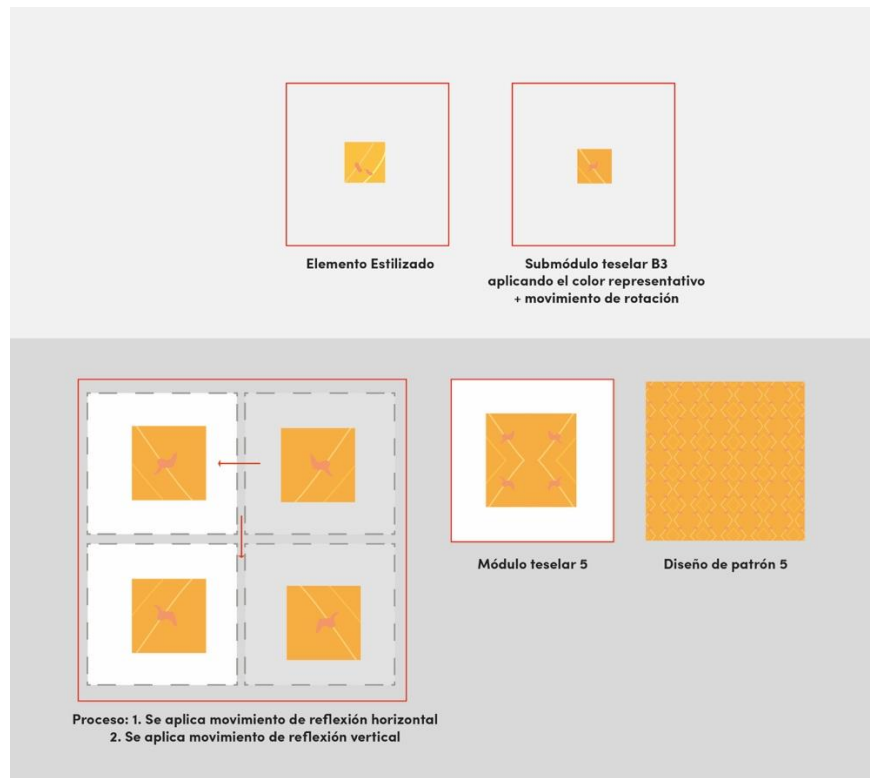 Elemento Estilizado
Submódulo teselar B3
aplicando el color representativo
+ movimiento de rotación
Módulo teselar 5
Diseño de patrón 5
Proceso: 1. Se aplica movimiento de reflexión horizontal
2. Se aplica movimiento de reflexión vertical